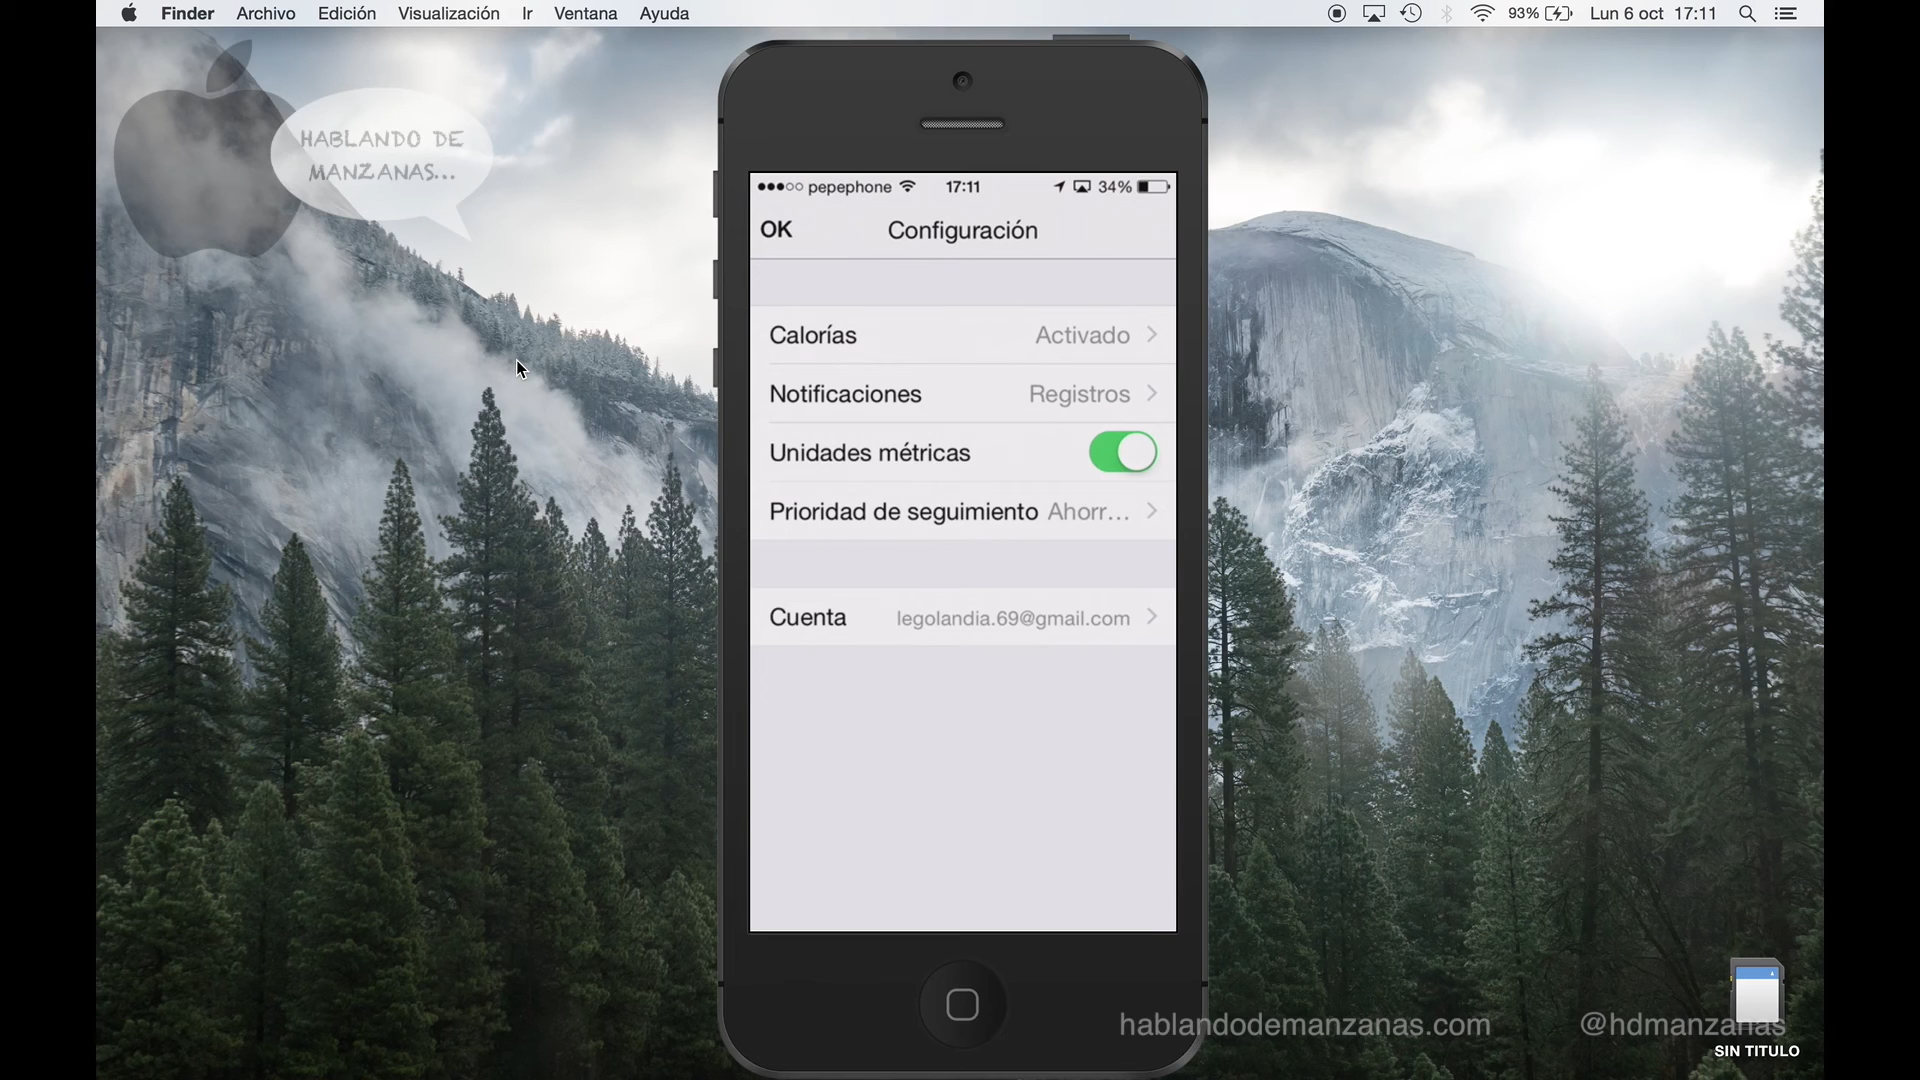 Finder Archivo Edición Visualización Ir Ventana Ayuda 93% Lun 6 oct 17:11
HABLANDO DE
MANZANAS...
pepephone 17:11 34%
OK Configuración
Calorías Activado
Notificaciones Registros
Unidades métricas
Prioridad de seguimiento Ahorr...
Cuenta legolandia.69@gmail.com
hablandodemanzanas.com @hdmanzanas
SIN TITULO